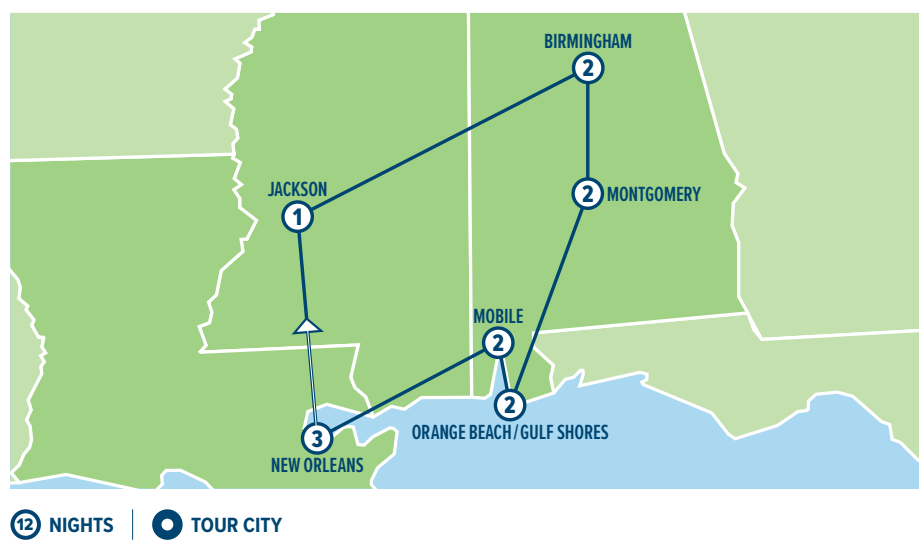 BIRMINGHAM
2
JACKSON
1
2 MONTGOMERY
MOBILE
2
2
ORANGE BEACH/GULF SHORES
3
NEW ORLEANS
12 NIGHTS | TOUR CITY